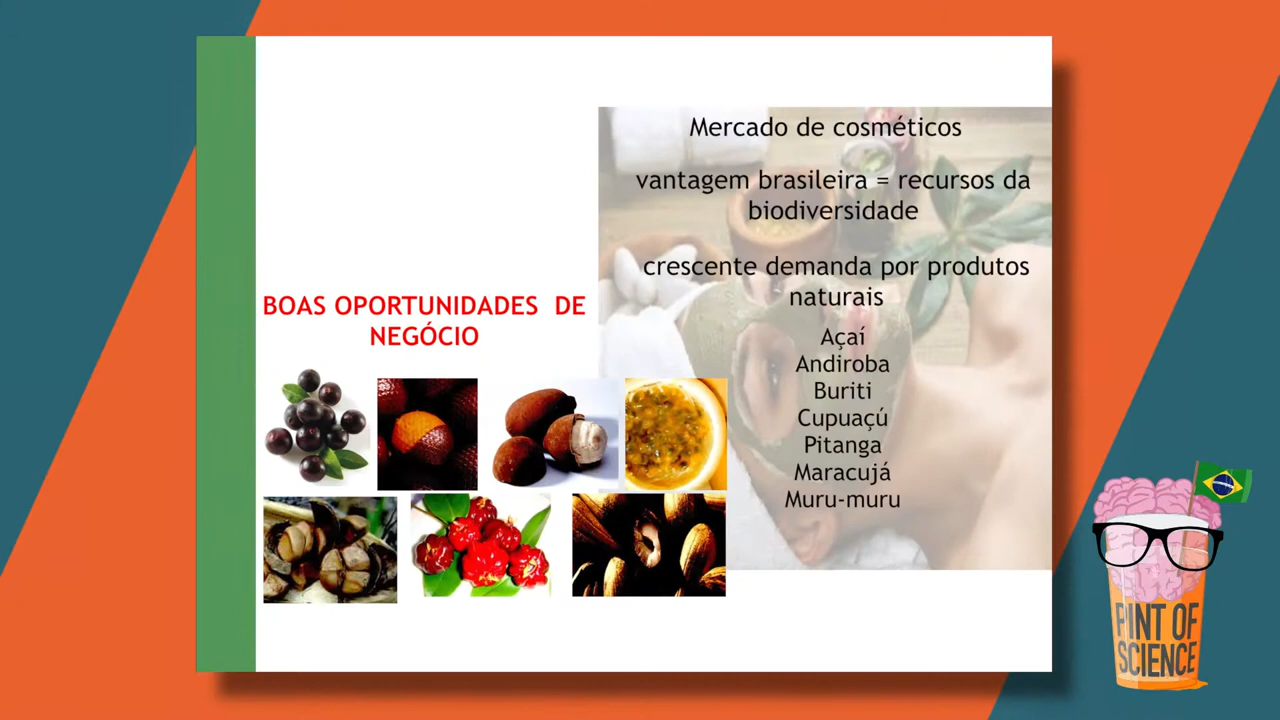 Mercado de cosméticos
vantagem brasileira = recursos da
biodiversidade
crescente demanda por produtos
naturais
BOAS OPORTUNIDADES DE
NEGÓCIO
Açaí
Andiroba
Buriti
Cupuaçú
Pitanga
Maracujá
Muru-muru
PINT OF
SCIENCE